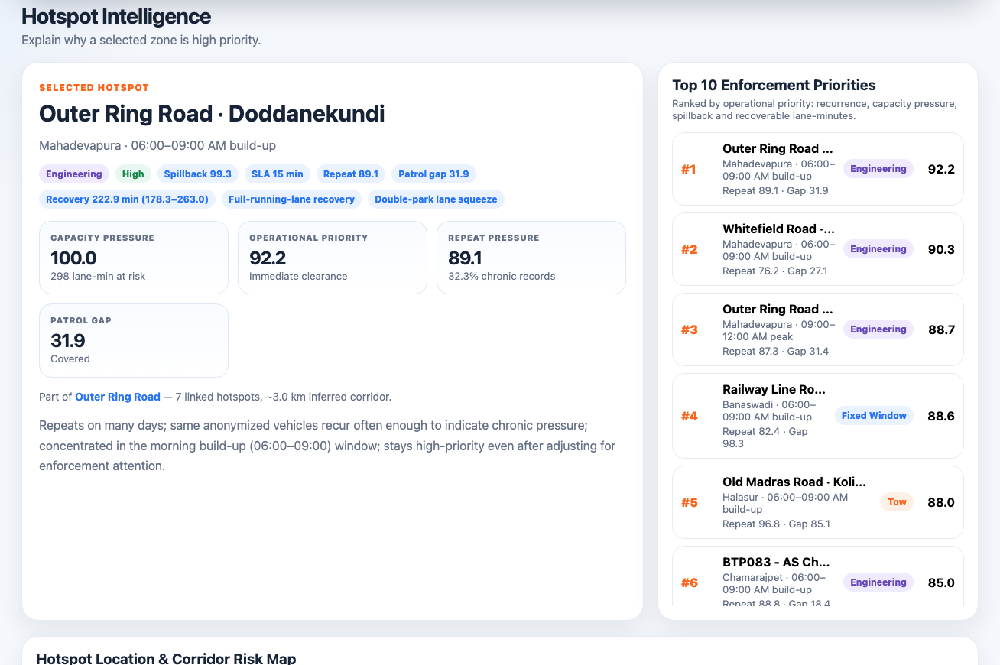 Hotspot Intelligence
Explain why a selected zone is high priority.
SELECTED HOTSPOT
Outer Ring Road · Doddanekundi
Mahadevapura · 06:00–09:00 AM build-up
Engineering High Spillback 99.3 SLA 15 min Repeat 89.1 Patrol gap 31.9
Recovery 222.9 min (178.3–263.0) Full-running-lane recovery Double-park lane squeeze
CAPACITY PRESSURE
100.0
298 lane-min at risk
OPERATIONAL PRIORITY
92.2
Immediate clearance
REPEAT PRESSURE
89.1
32.3% chronic records
PATROL GAP
31.9
Covered
Part of Outer Ring Road — 7 linked hotspots, ~3.0 km inferred corridor.
Repeats on many days; same anonymized vehicles recur often enough to indicate chronic pressure;
concentrated in the morning build-up (06:00–09:00) window; stays high-priority even after adjusting for
enforcement attention.
Top 10 Enforcement Priorities
Ranked by operational priority: recurrence, capacity pressure,
spillback and recoverable lane-minutes.
#1
Outer Ring Road ...
Mahadevapura · 06:00–
09:00 AM build-up
Repeat 89.1 · Gap 31.9
Engineering
92.2
#2
Whitefield Road ·...
Mahadevapura · 06:00–
09:00 AM build-up
Repeat 76.2 · Gap 27.1
Engineering
90.3
#3
Outer Ring Road ...
Mahadevapura · 09:00–
12:00 AM peak
Repeat 87.3 · Gap 31.4
Engineering
88.7
#4
Railway Line Ro...
Banaswadi · 06:00–
09:00 AM build-up
Repeat 82.4 · Gap
98.3
Fixed Window
88.6
#5
Old Madras Road · Koli...
Halasur · 06:00–09:00 AM
build-up
Repeat 96.8 · Gap 85.1
Tow
88.0
#6
BTP083 - AS Ch...
Chamarajpet · 06:00–
09:00 AM build-up
Repeat 88.8 · Gap 18.4
Engineering
85.0
Hotspot Location & Corridor Risk Map